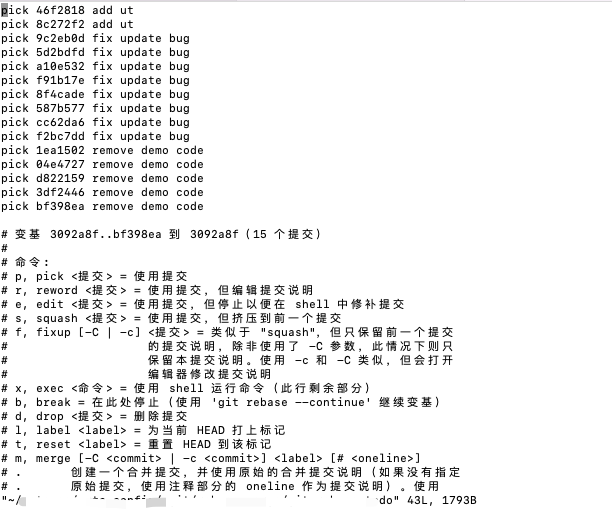 pick 46f2818 add ut
pick 8c272f2 add ut
pick 9c2eb0d fix update bug
pick 5d2bdfd fix update bug
pick a10e532 fix update bug
pick f91b17e fix update bug
pick 8f4cade fix update bug
pick 587b577 fix update bug
pick cc62da6 fix update bug
pick f2bc7dd fix update bug
pick 1ea1502 remove demo code
pick 04e4727 remove demo code
pick d822159 remove demo code
pick 3df2446 remove demo code
pick bf398ea remove demo code
# 变基 3092a8f..bf398ea 到 3092a8f（15 个提交）
#
# 命令：
# p, pick <提交> = 使用提交
# r, reword <提交> = 使用提交，但编辑提交说明
# e, edit <提交> = 使用提交，但停止以便在 shell 中修补提交
# s, squash <提交> = 使用提交，但挤压到前一个提交
# f, fixup [-C | -c] <提交> = 类似于 "squash"，但只保留前一个提交
# 的提交说明，除非使用了 -C 参数，此情况下则只
# 保留本提交说明。使用 -c 和 -C 类似，但会打开
# 编辑器修改提交说明
# x, exec <命令> = 使用 shell 运行命令（此行剩余部分）
# b, break = 在此处停止（使用 'git rebase --continue' 继续变基）
# d, drop <提交> = 删除提交
# l, label <label> = 为当前 HEAD 打上标记
# t, reset <label> = 重置 HEAD 到该标记
# m, merge [-C <commit> | -c <commit>] <label> [# <oneline>]
# . 创建一个合并提交，并使用原始的合并提交说明（如果没有指定
# . 原始提交，使用注释部分的 oneline 作为提交说明）。使用
"~/ 43L, 1793B